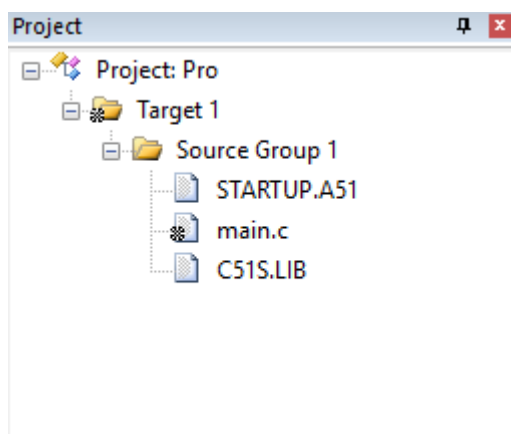 Project
Project: Pro
Target 1
Source Group 1
STARTUP.A51
main.c
C51S.LIB